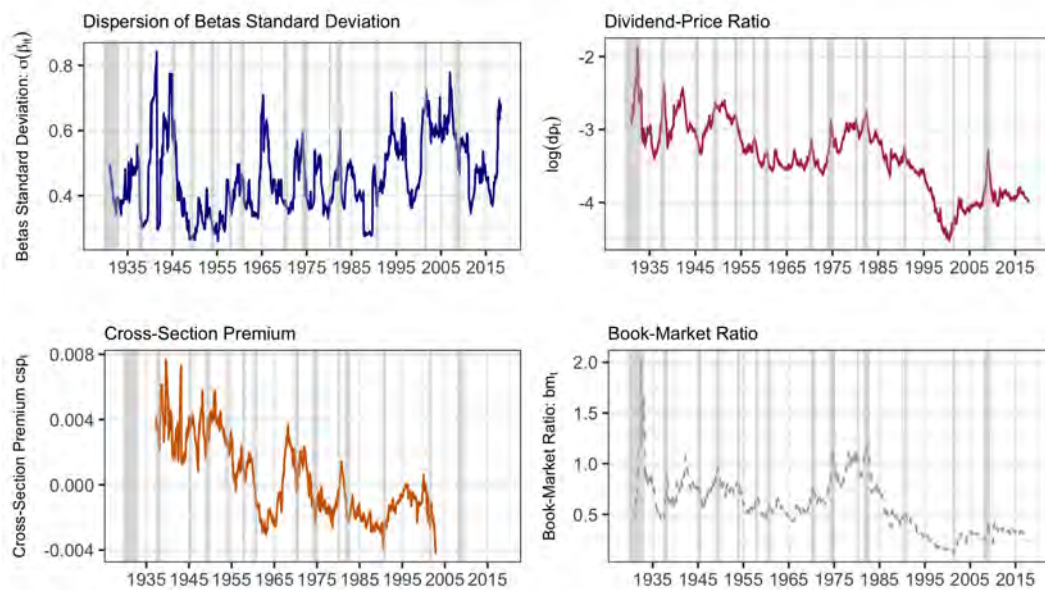 Dispersion of Betas Standard Deviation
Betas Standard Deviation: σ(β_it)
0.8
0.6
0.4
1935 1945 1955 1965 1975 1985 1995 2005 2015
Dividend-Price Ratio
log(dp_t)
-2
-3
-4
1935 1945 1955 1965 1975 1985 1995 2005 2015
Cross-Section Premium
Cross-Section Premium csp_t
0.008
0.004
0.000
-0.004
1935 1945 1955 1965 1975 1985 1995 2005 2015
Book-Market Ratio
Book-Market Ratio: bm_t
2.0
1.5
1.0
0.5
1935 1945 1955 1965 1975 1985 1995 2005 2015